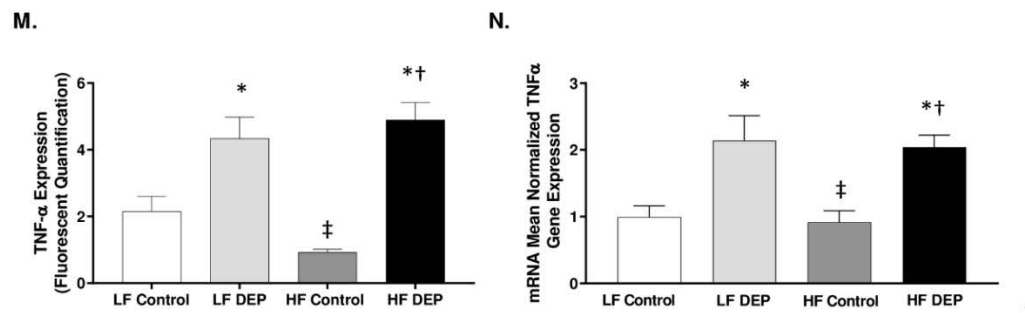 M.
TNF-α Expression
(Fluorescent Quantification)
6
4
2
0
*
‡
*†
LF Control
LF DEP
HF Control
HF DEP
N.
mRNA Mean Normalized TNFα
Gene Expression
3
2
1
0
*
‡
*†
LF Control
LF DEP
HF Control
HF DEP